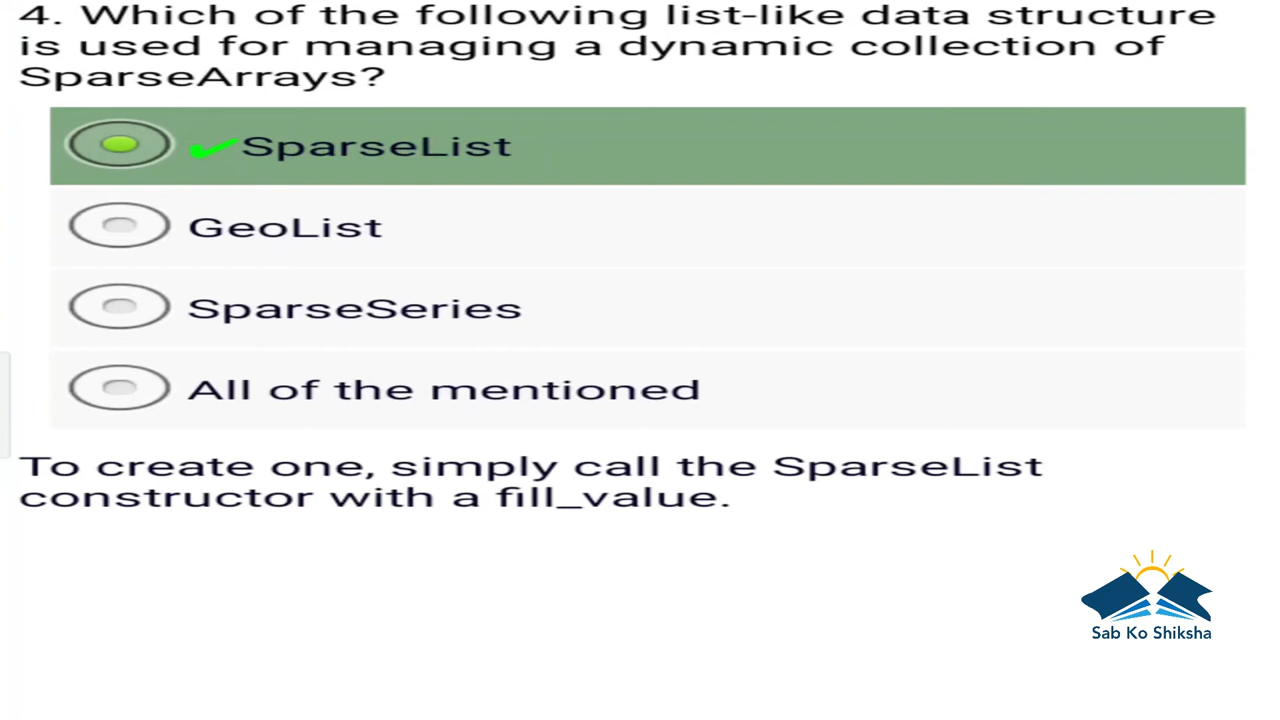 4. Which of the following list-like data structure
is used for managing a dynamic collection of
SparseArrays?
✔SparseList
GeoList
SparseSeries
All of the mentioned
To create one, simply call the SparseList
constructor with a fill_value.
Sab Ko Shiksha